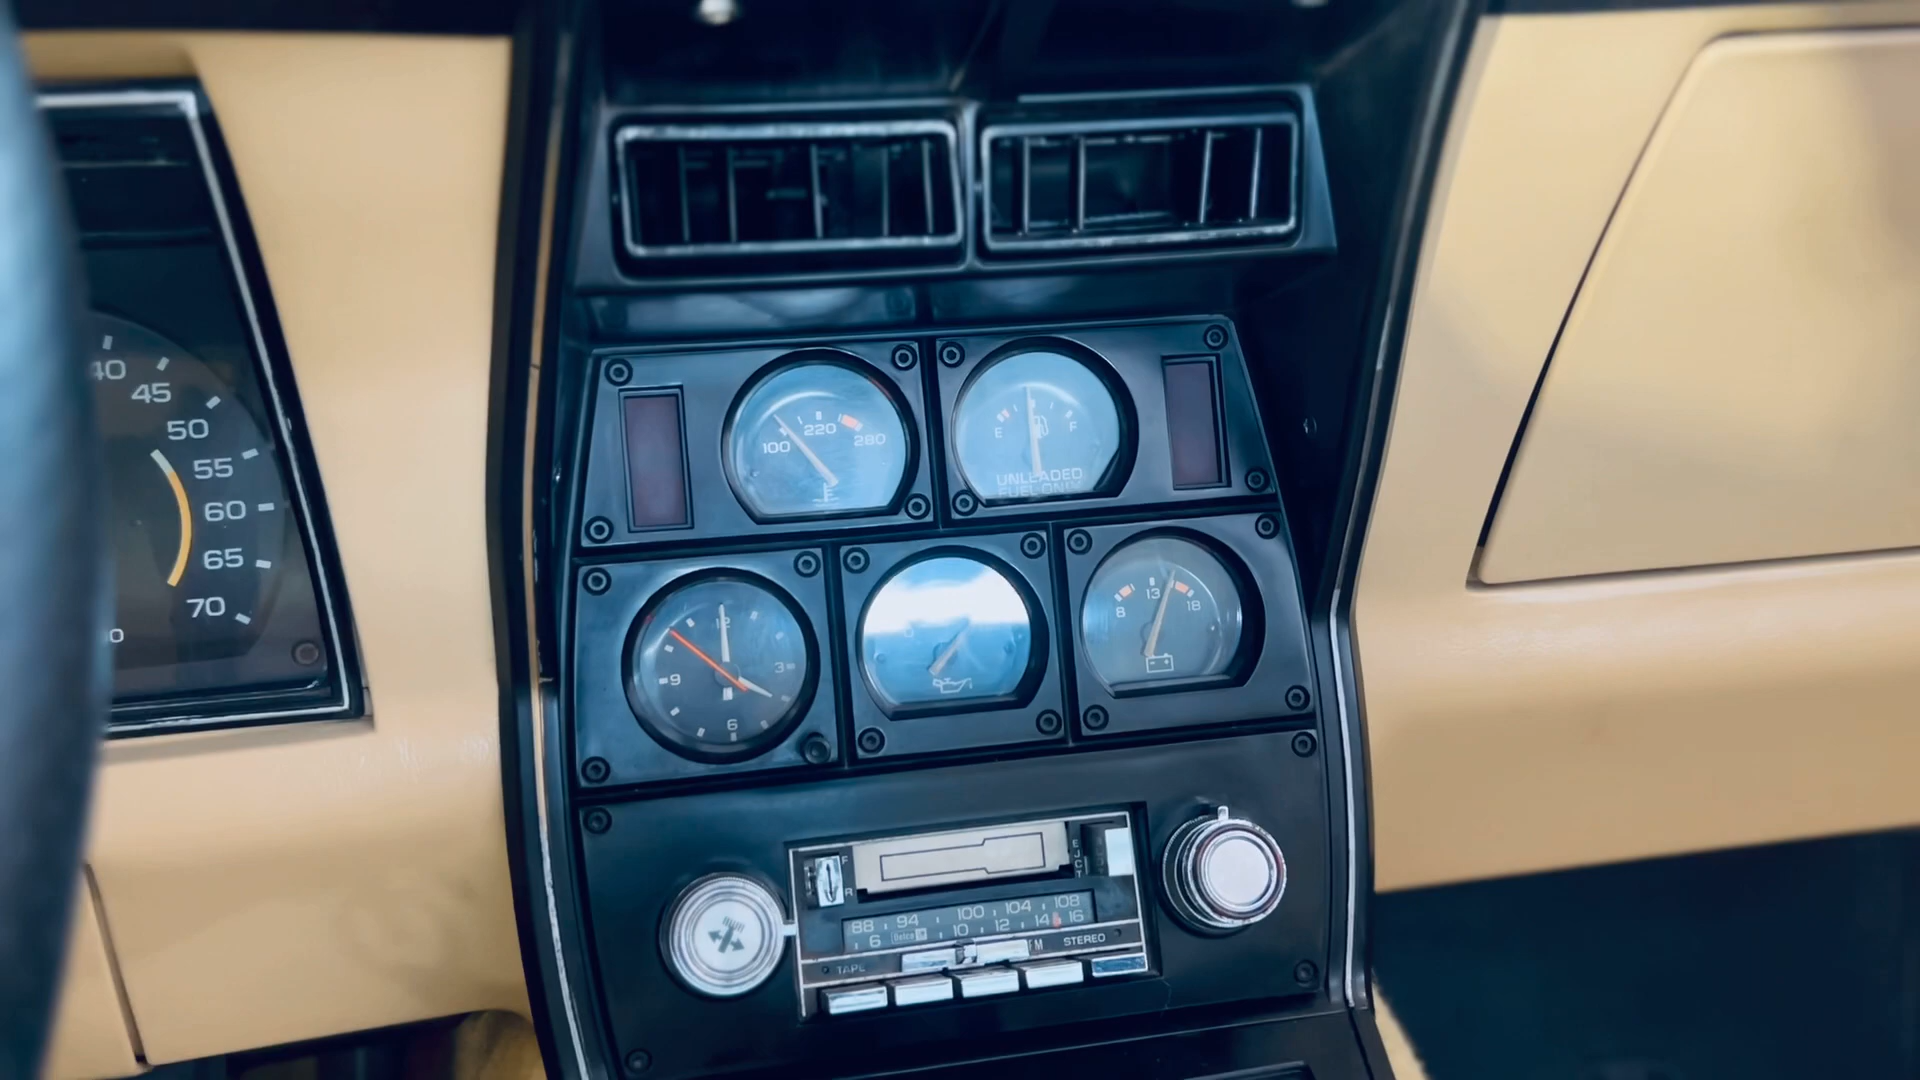 40
45
50
55
60
65
70
100 220 280
E F
UNLEADED
FUEL ONLY
12
3
6
9
8 13 18
F
R
EJECT
88 94 100 104 108
6 Delco 10 12 14 16
FM STEREO
TAPE